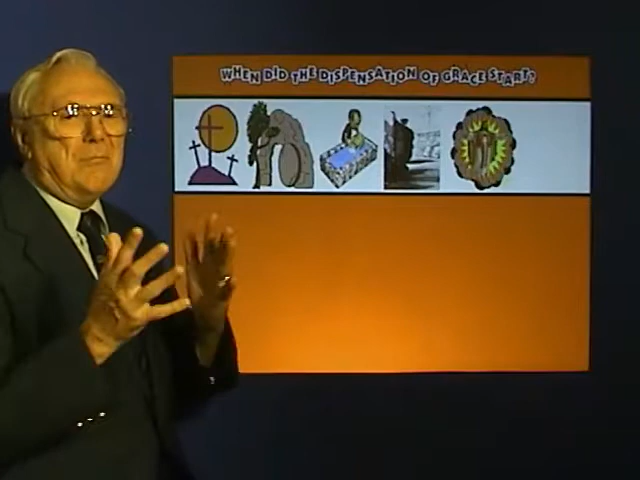 WHEN DID THE DISPENSATION OF GRACE START?